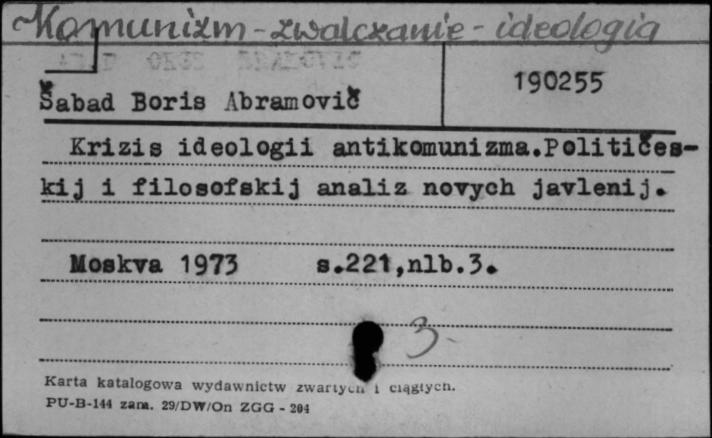 Komunizm - zwalczanie - ideologia
Šabad Boris Abramovič
190255
Krizis ideologii antikomunizma.Političes-
kij i filosofskij analiz novych javlenij.
Moskva 1973 s.221,nlb.3.
3
Karta katalogowa wydawnictw zwartych i ciągłych.
PU-B-144 zam. 29/DW/On ZGG - 204